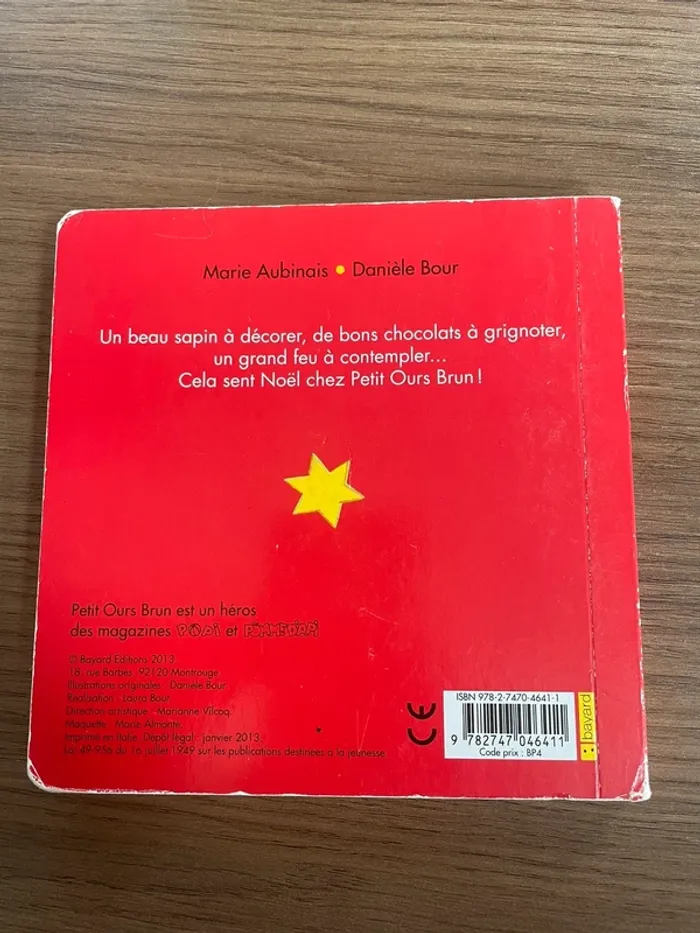 Marie Aubinais • Danièle Bour
Un beau sapin à décorer, de bons chocolats à grignoter,
un grand feu à contempler...
Cela sent Noël chez Petit Ours Brun !
Petit Ours Brun est un héros
des magazines POPI et POMME D'API
© Bayard Éditions 2013
18, rue Barbès 92120 Montrouge
Illustrations originales : Danièle Bour.
Réalisation : Laura Bour.
Direction artistique : Marianne Vilcoq.
Maquette : Marie Almonte.
Imprimé en Italie. Dépôt légal : janvier 2013.
Loi 49-956 du 16 juillet 1949 sur les publications destinées à la jeunesse.
CE
ISBN 978-2-7470-4641-1
9 782747 046411
Code prix : BP4
bayard